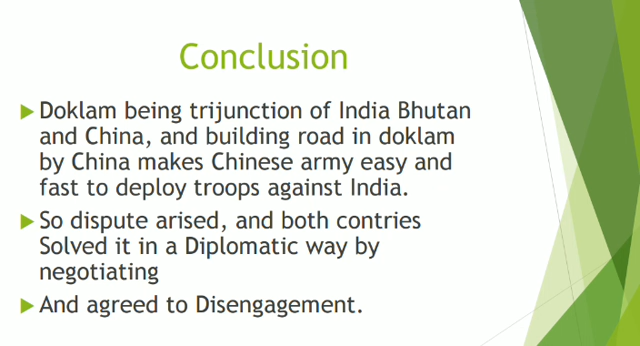 Conclusion
Doklam being trijunction of India Bhutan
and China, and building road in doklam
by China makes Chinese army easy and
fast to deploy troops against India.
So dispute arised, and both contries
Solved it in a Diplomatic way by
negotiating
And agreed to Disengagement.